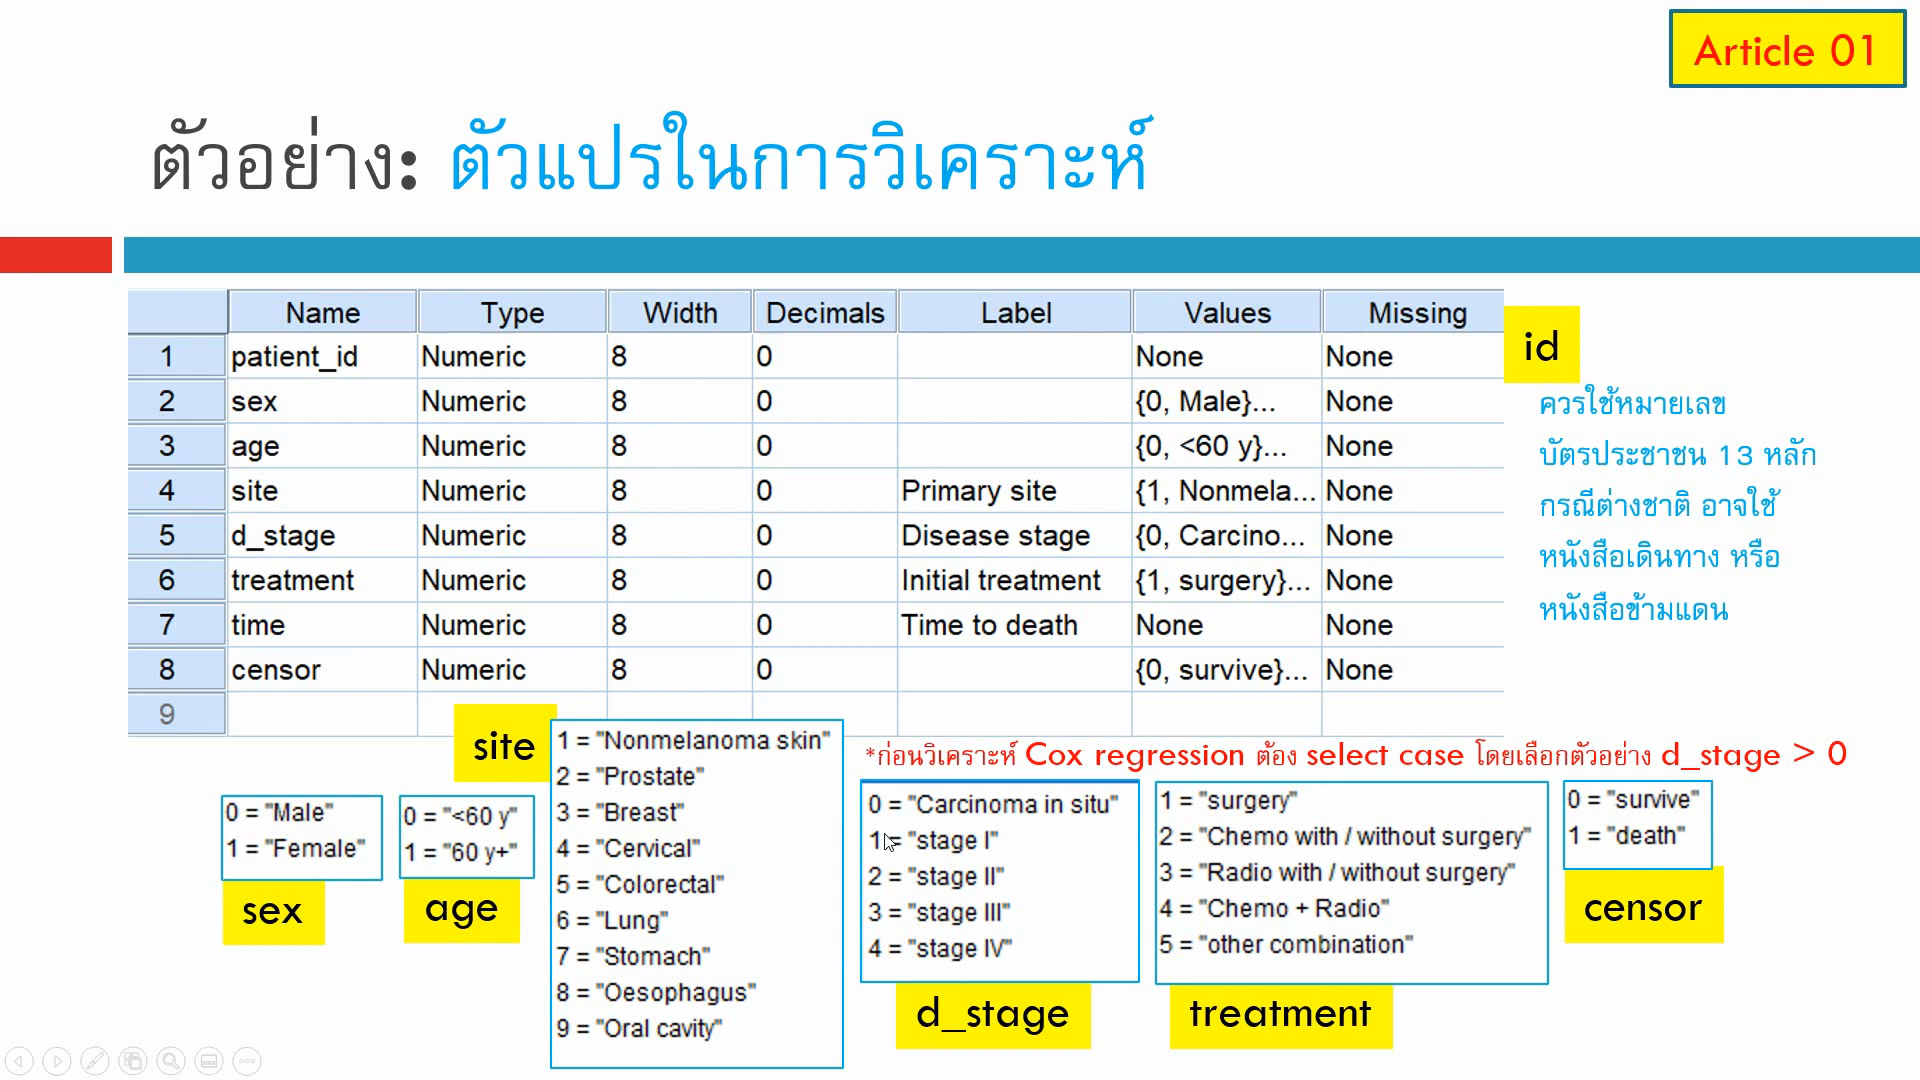 Article 01
ตัวอย่าง: ตัวแปรในการวิเคราะห์
Name Type Width Decimals Label Values Missing
1 patient_id Numeric 8 0 None None
2 sex Numeric 8 0 {0, Male}... None
3 age Numeric 8 0 {0, <60 y}... None
4 site Numeric 8 0 Primary site {1, Nonmela... None
5 d_stage Numeric 8 0 Disease stage {0, Carcino... None
6 treatment Numeric 8 0 Initial treatment {1, surgery}... None
7 time Numeric 8 0 Time to death None None
8 censor Numeric 8 0 {0, survive}... None
9
id
ควรใช้หมายเลข
บัตรประชาชน 13 หลัก
กรณีต่างชาติ อาจใช้
หนังสือเดินทาง หรือ
หนังสือข้ามแดน
*ก่อนวิเคราะห์ Cox regression ต้อง select case โดยเลือกตัวอย่าง d_stage > 0
0 = "Male"
1 = "Female"
sex
0 = "<60 y"
1 = "60 y+"
age
site
1 = "Nonmelanoma skin"
2 = "Prostate"
3 = "Breast"
4 = "Cervical"
5 = "Colorectal"
6 = "Lung"
7 = "Stomach"
8 = "Oesophagus"
9 = "Oral cavity"
0 = "Carcinoma in situ"
1 = "stage I"
2 = "stage II"
3 = "stage III"
4 = "stage IV"
d_stage
1 = "surgery"
2 = "Chemo with / without surgery"
3 = "Radio with / without surgery"
4 = "Chemo + Radio"
5 = "other combination"
treatment
0 = "survive"
1 = "death"
censor